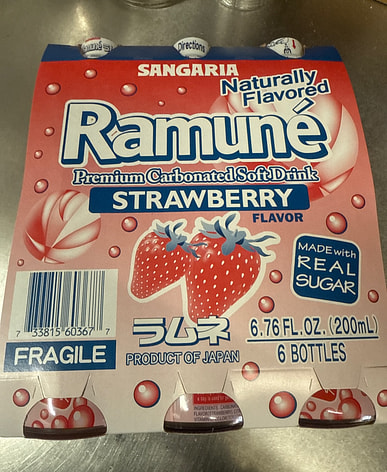 Ramuné
Directions
SANGARIA
Naturally
Flavored
Ramuné
Premium Carbonated Soft Drink
STRAWBERRY
FLAVOR
MADE with
REAL
SUGAR
7 33815 60367 7
ラムネ
6.76 FL.OZ. (200mL)
FRAGILE
PRODUCT OF JAPAN
6 BOTTLES